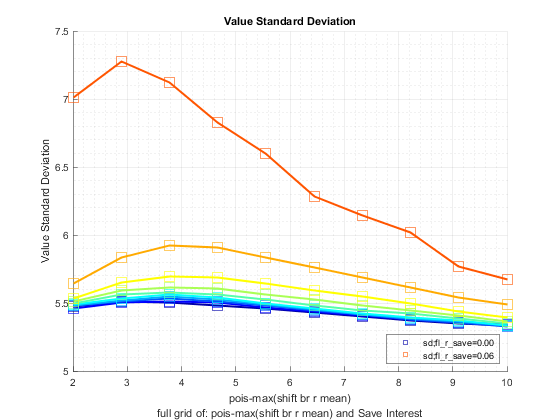 Value Standard Deviation
7.5
7
6.5
6
5.5
5
Value Standard Deviation
2 3 4 5 6 7 8 9 10
sd;fl_r_save=0.00
sd;fl_r_save=0.06
pois-max(shift br r mean)
full grid of: pois-max(shift br r mean) and Save Interest